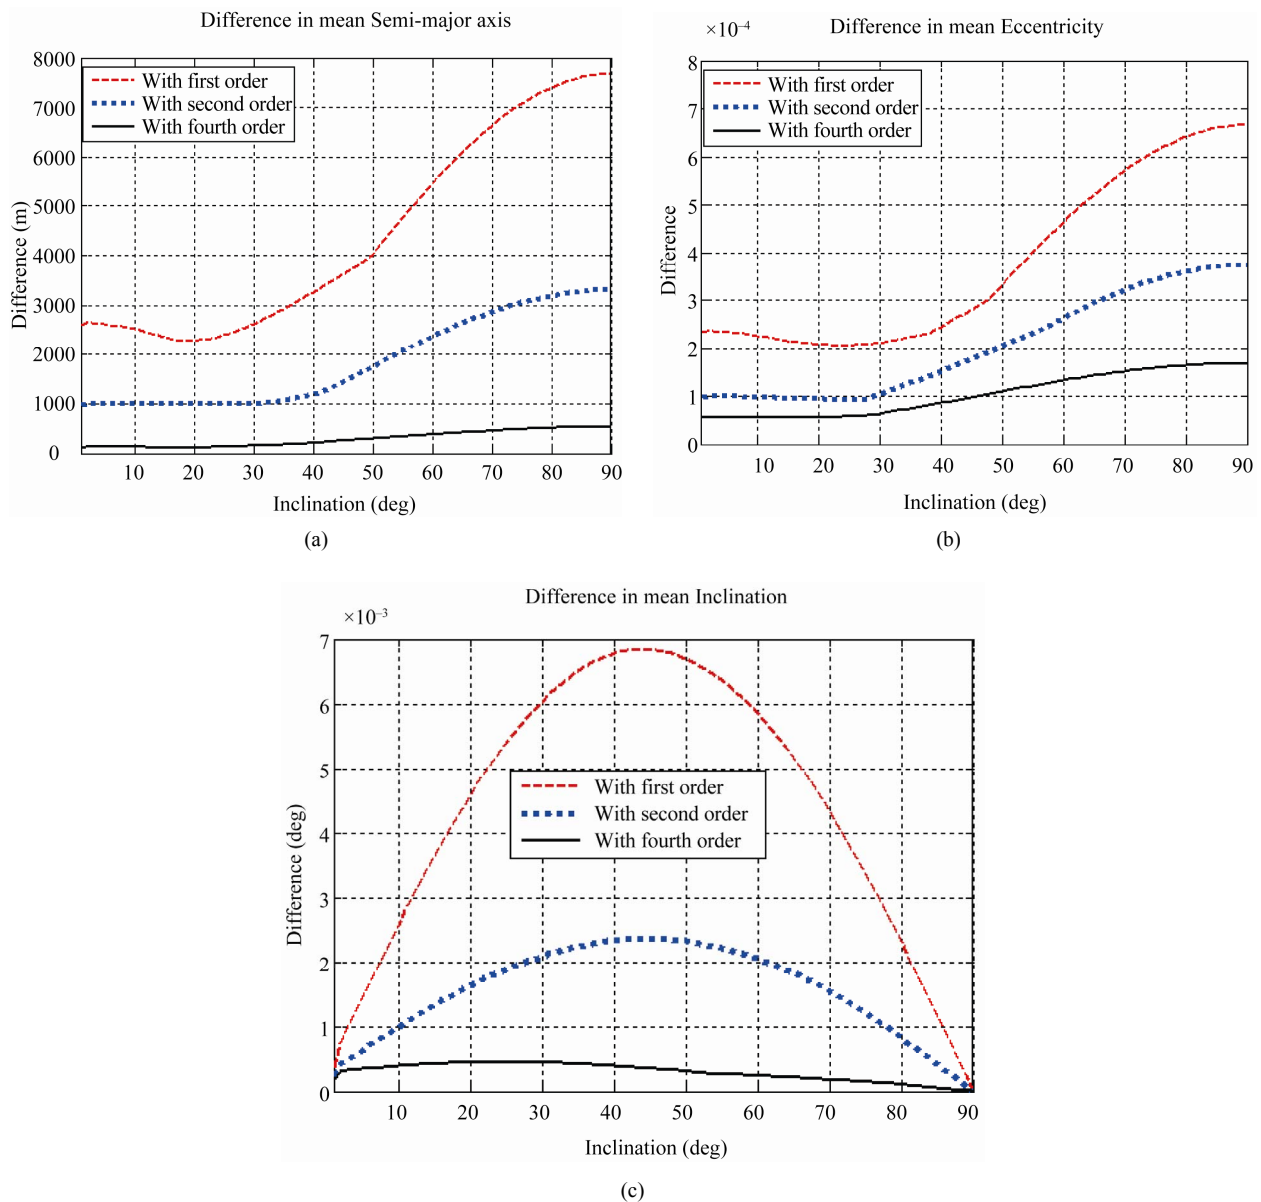 Difference in mean Semi-major axis
8000
7000
6000
5000
4000
3000
2000
1000
0
Difference (m)
With first order
With second order
With fourth order
10 20 30 40 50 60 70 80 90
Inclination (deg)
(a)
×10⁻⁴
Difference in mean Eccentricity
8
7
6
5
4
3
2
1
0
Difference
With first order
With second order
With fourth order
10 20 30 40 50 60 70 80 90
Inclination (deg)
(b)
Difference in mean Inclination
×10⁻³
7
6
5
4
3
2
1
0
Difference (deg)
With first order
With second order
With fourth order
10 20 30 40 50 60 70 80 90
Inclination (deg)
(c)